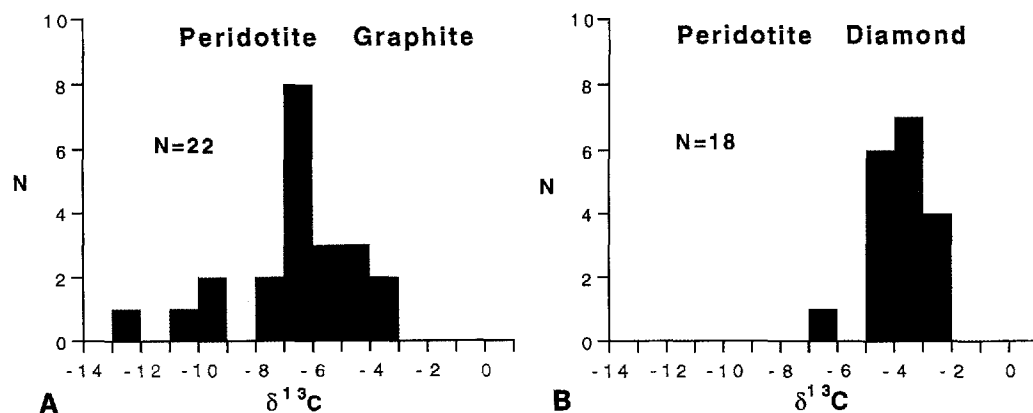 10
Peridotite Graphite
8
N=22
6
N
4
2
0
-14 -12 -10 -8 -6 -4 -2 0
A
δ¹³C
10
Peridotite Diamond
8
N=18
6
N
4
2
0
-14 -12 -10 -8 -6 -4 -2 0
B
δ¹³C